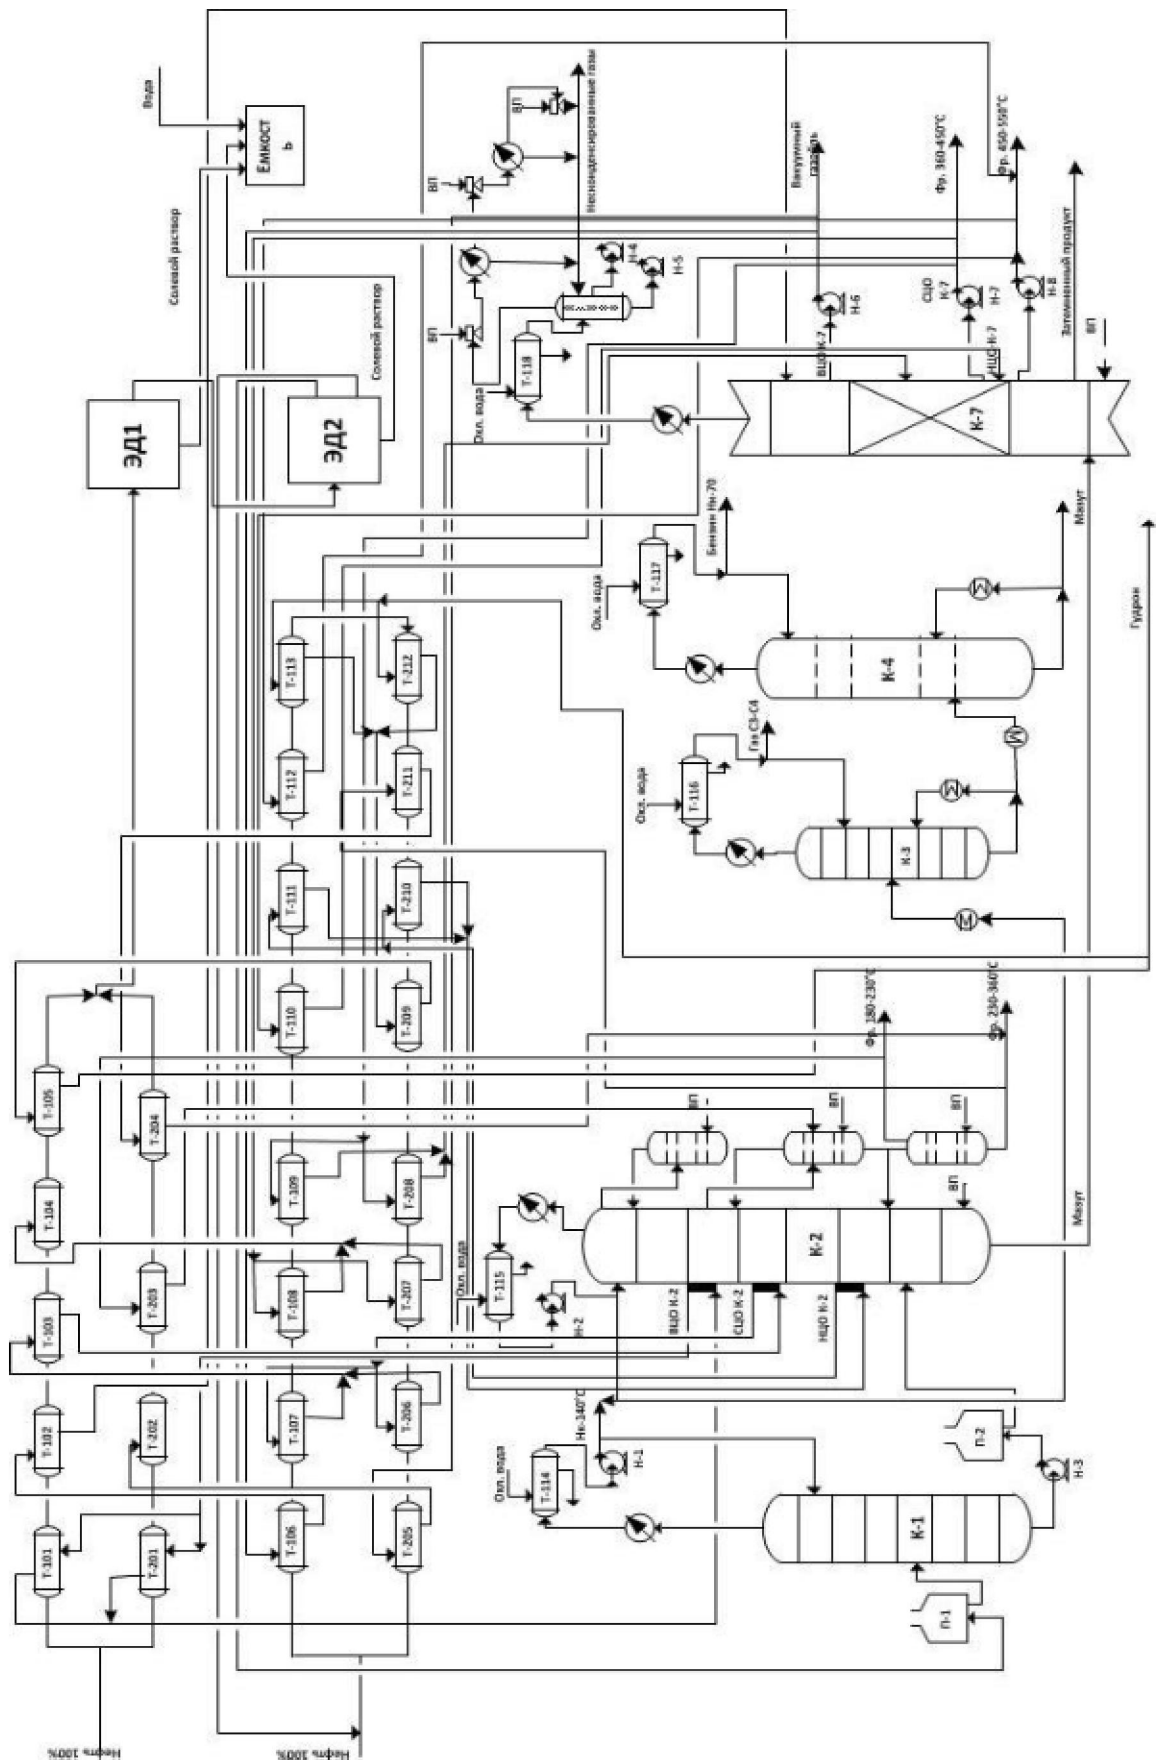 Нефть 100%
Т-101
Т-102
Т-103
Т-104
Т-105
ЭД1
Вода
Солевой раствор
Т-201
Т-202
Т-203
Т-204
Емкост
ь
Нефть 100%
Т-106
Т-107
Т-108
Т-109
Т-110
Т-111
Т-112
Т-113
ЭД2
Солевой раствор
Т-205
Т-206
Т-207
Т-208
Т-209
Т-210
Т-211
Т-212
ВП
ВП
ВП
Охл. вода
Т-118
Несконденсированные газы
Н-4
Н-5
Охл. вода
Т-114
Нк-140°С
Н-1
Охл. вода
Т-115
Н-2
Охл. вода
Т-116
Газ С3-С4
Охл. вода
Т-117
Бензин Нк-70
ВЦО К-2
СЦО К-2
НЦО К-2
ВП
ВП
ВП
ВП
К-2
Фр. 180-230°С
Фр. 230-360°С
К-3
К-4
К-7
ВЦО К-7
Н-6
Вакуумный
газойль
СЦО
К-7
Н-7
Фр. 360-450°С
НЦО К-7
Н-8
Фр. 450-550°С
Затемненный продукт
ВП
П-1
К-1
П-2
Н-3
Мазут
Мазут
Гудрон